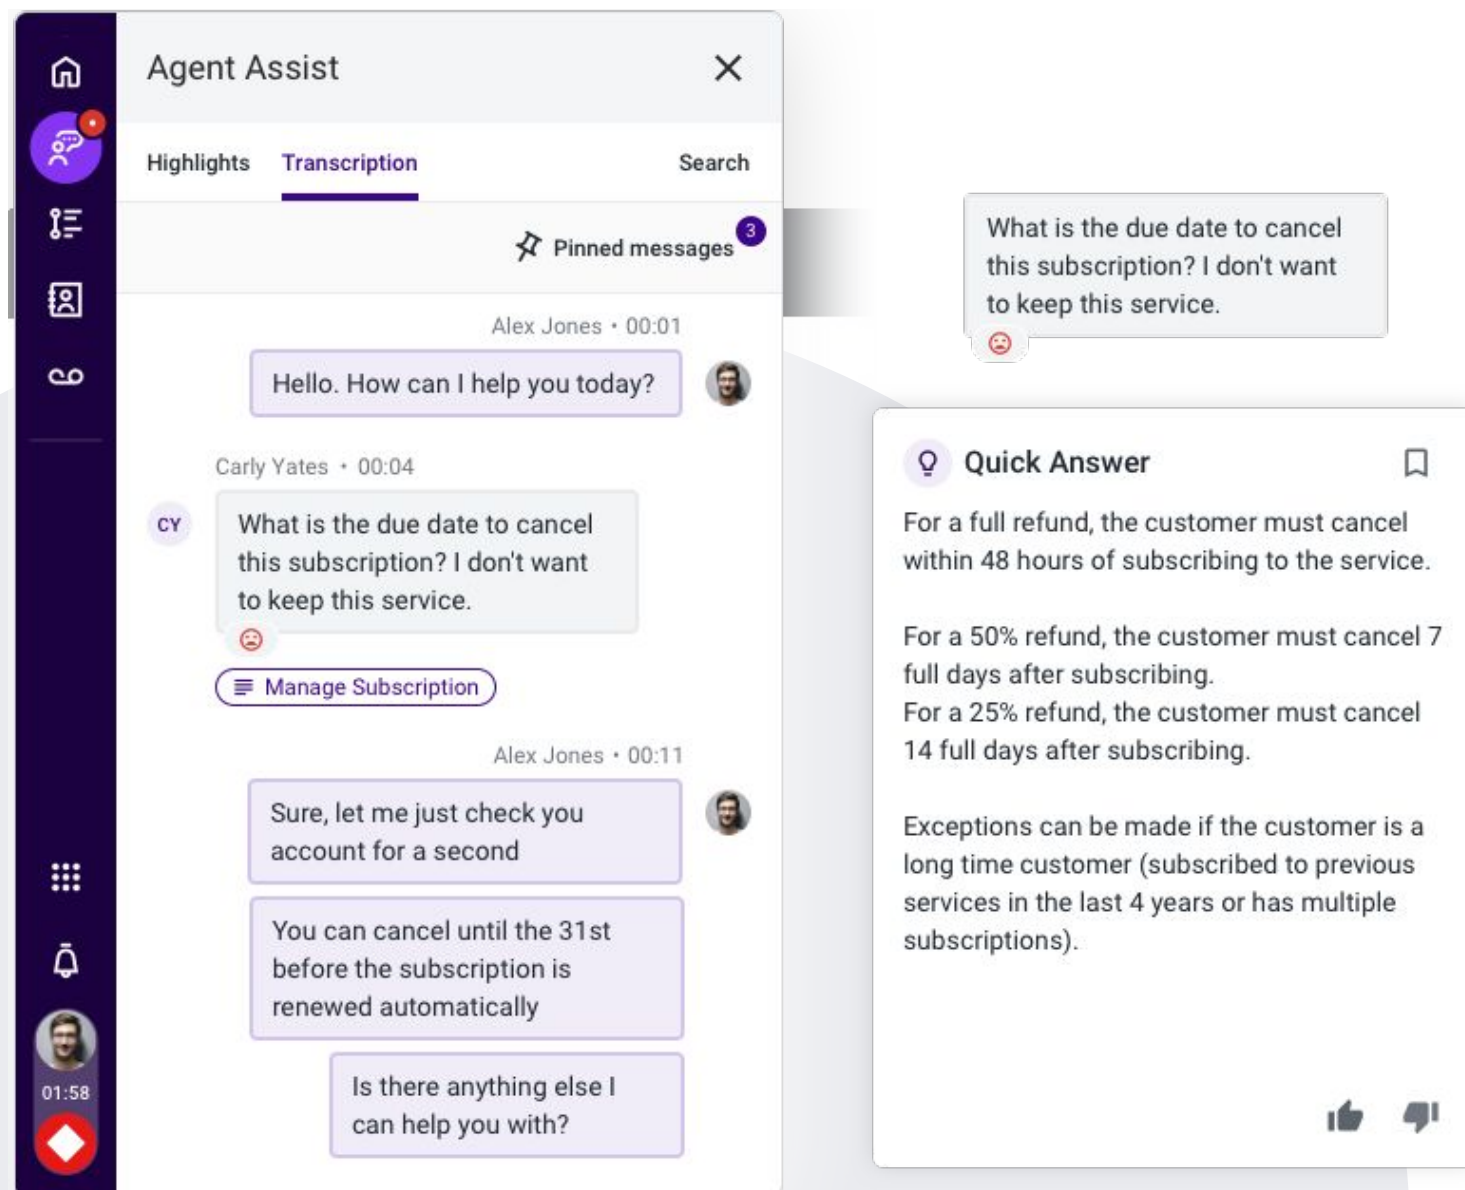 Agent Assist
Highlights
Transcription
Search
Pinned messages
3
Alex Jones • 00:01
Hello. How can I help you today?
Carly Yates • 00:04
CY
What is the due date to cancel
this subscription? I don't want
to keep this service.
Manage Subscription
Alex Jones • 00:11
Sure, let me just check you
account for a second
You can cancel until the 31st
before the subscription is
renewed automatically
Is there anything else I
can help you with?
01:58
What is the due date to cancel
this subscription? I don't want
to keep this service.
Quick Answer
For a full refund, the customer must cancel
within 48 hours of subscribing to the service.
For a 50% refund, the customer must cancel 7
full days after subscribing.
For a 25% refund, the customer must cancel
14 full days after subscribing.
Exceptions can be made if the customer is a
long time customer (subscribed to previous
services in the last 4 years or has multiple
subscriptions).